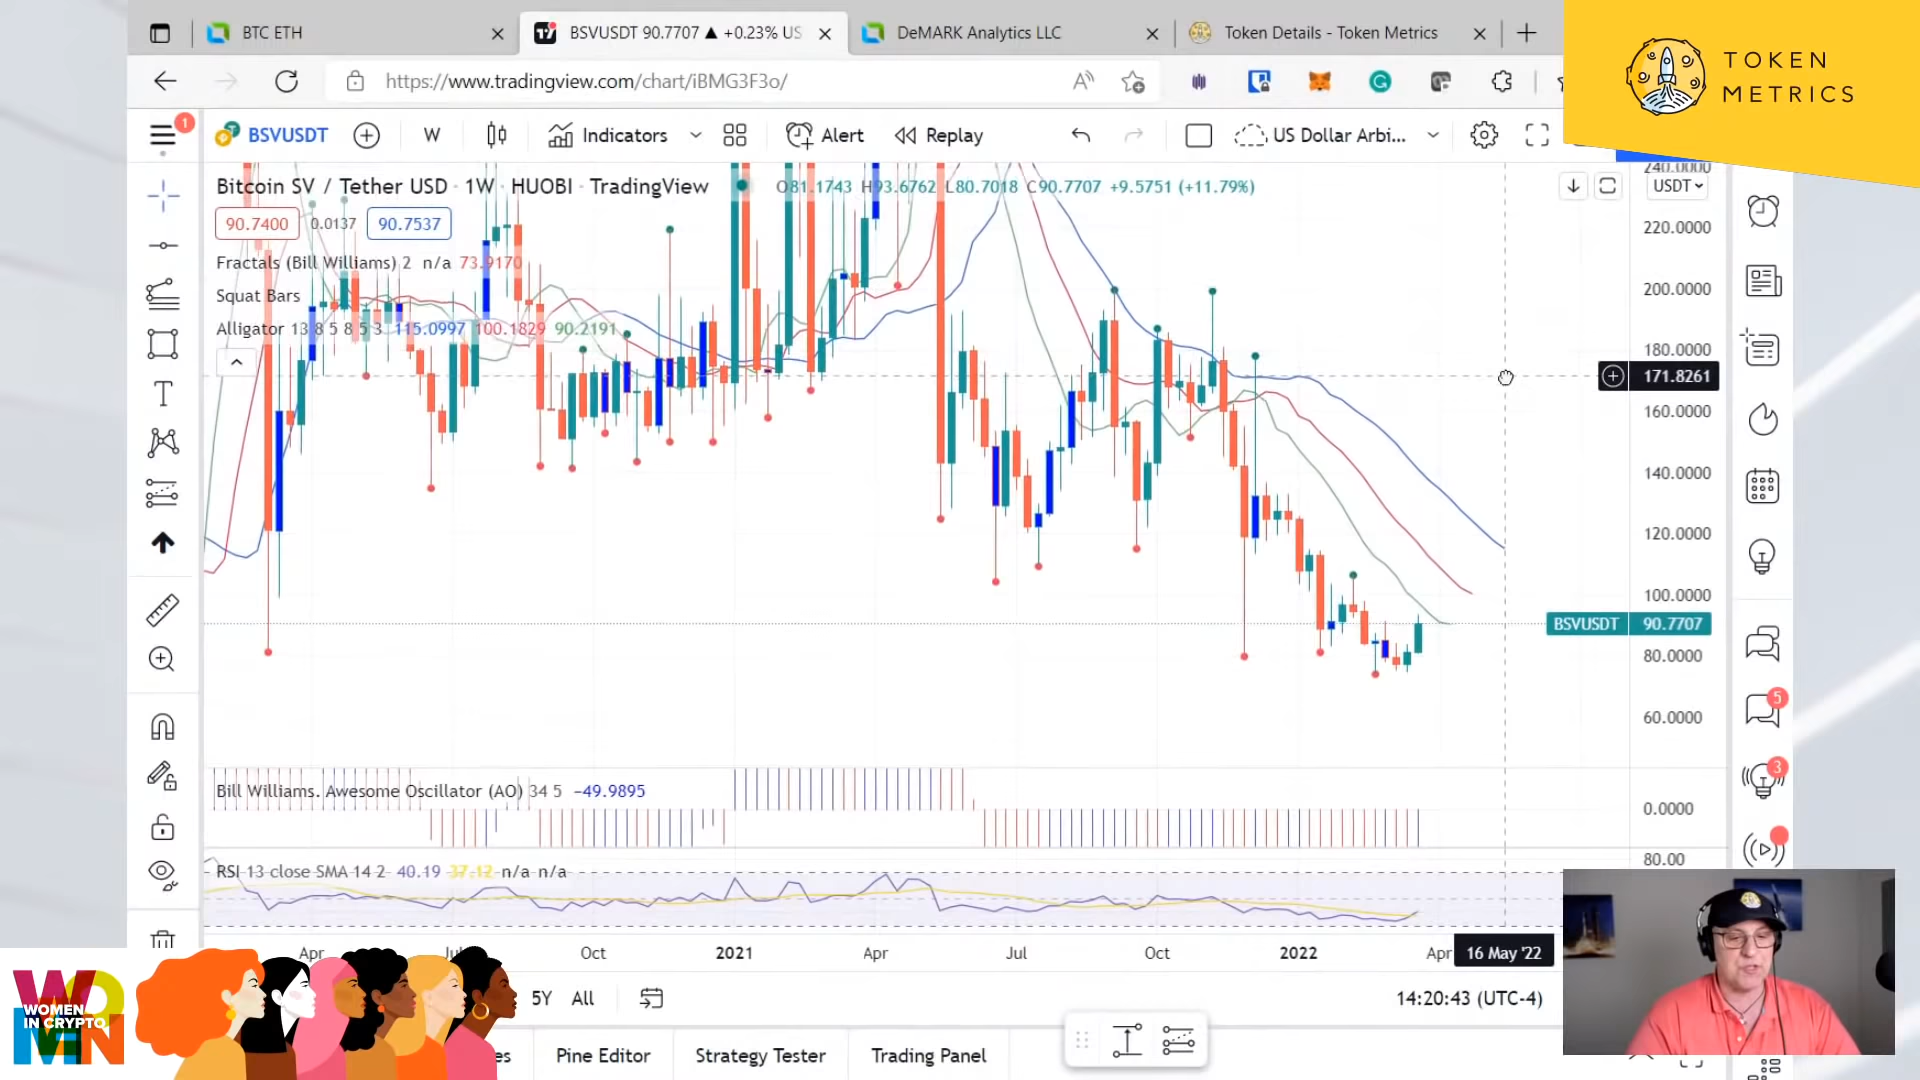 BTC ETH
BSVUSDT 90.7707 ▲ +0.23% US
DeMARK Analytics LLC
Token Details - Token Metrics
https://www.tradingview.com/chart/iBMG3F3o/
TOKEN
METRICS
1
BSVUSDT
W
Indicators
Alert
Replay
US Dollar Arbi...
Bitcoin SV / Tether USD · 1W · HUOBI · TradingView
O81.1743 H93.6762 L80.7018 C90.7707 +9.5751 (+11.79%)
USDT
90.7400
0.0137
90.7537
Fractals (Bill Williams) 2 n/a 73.9170
Squat Bars
Alligator 13 8 5 8 5 3 115.0997 100.1829 90.2191
240.0000
220.0000
200.0000
180.0000
171.8261
160.0000
140.0000
120.0000
100.0000
BSVUSDT 90.7707
80.0000
60.0000
5
3
Bill Williams. Awesome Oscillator (AO) 34 5 −49.9895
0.0000
RSI 13 close SMA 14 2 40.19 37.12 n/a n/a
80.00
Apr
Jul
Oct
2021
Apr
Jul
Oct
2022
Apr
16 May '22
5Y
All
14:20:43 (UTC-4)
Pine Editor
Strategy Tester
Trading Panel
WOMEN
WOMEN
IN CRYPTO